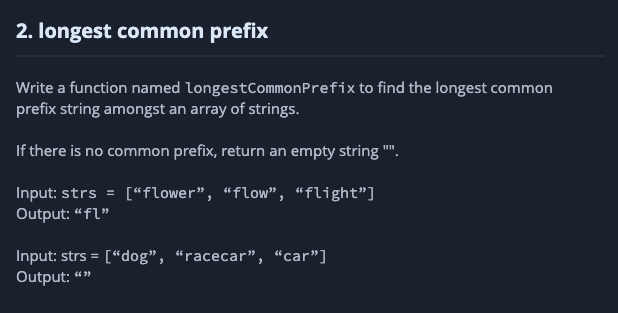 2. longest common prefix
Write a function named longestCommonPrefix to find the longest common
prefix string amongst an array of strings.
If there is no common prefix, return an empty string "".
Input: strs = [“flower”, “flow”, “flight”]
Output: “fl”
Input: strs = [“dog”, “racecar”, “car”]
Output: “”